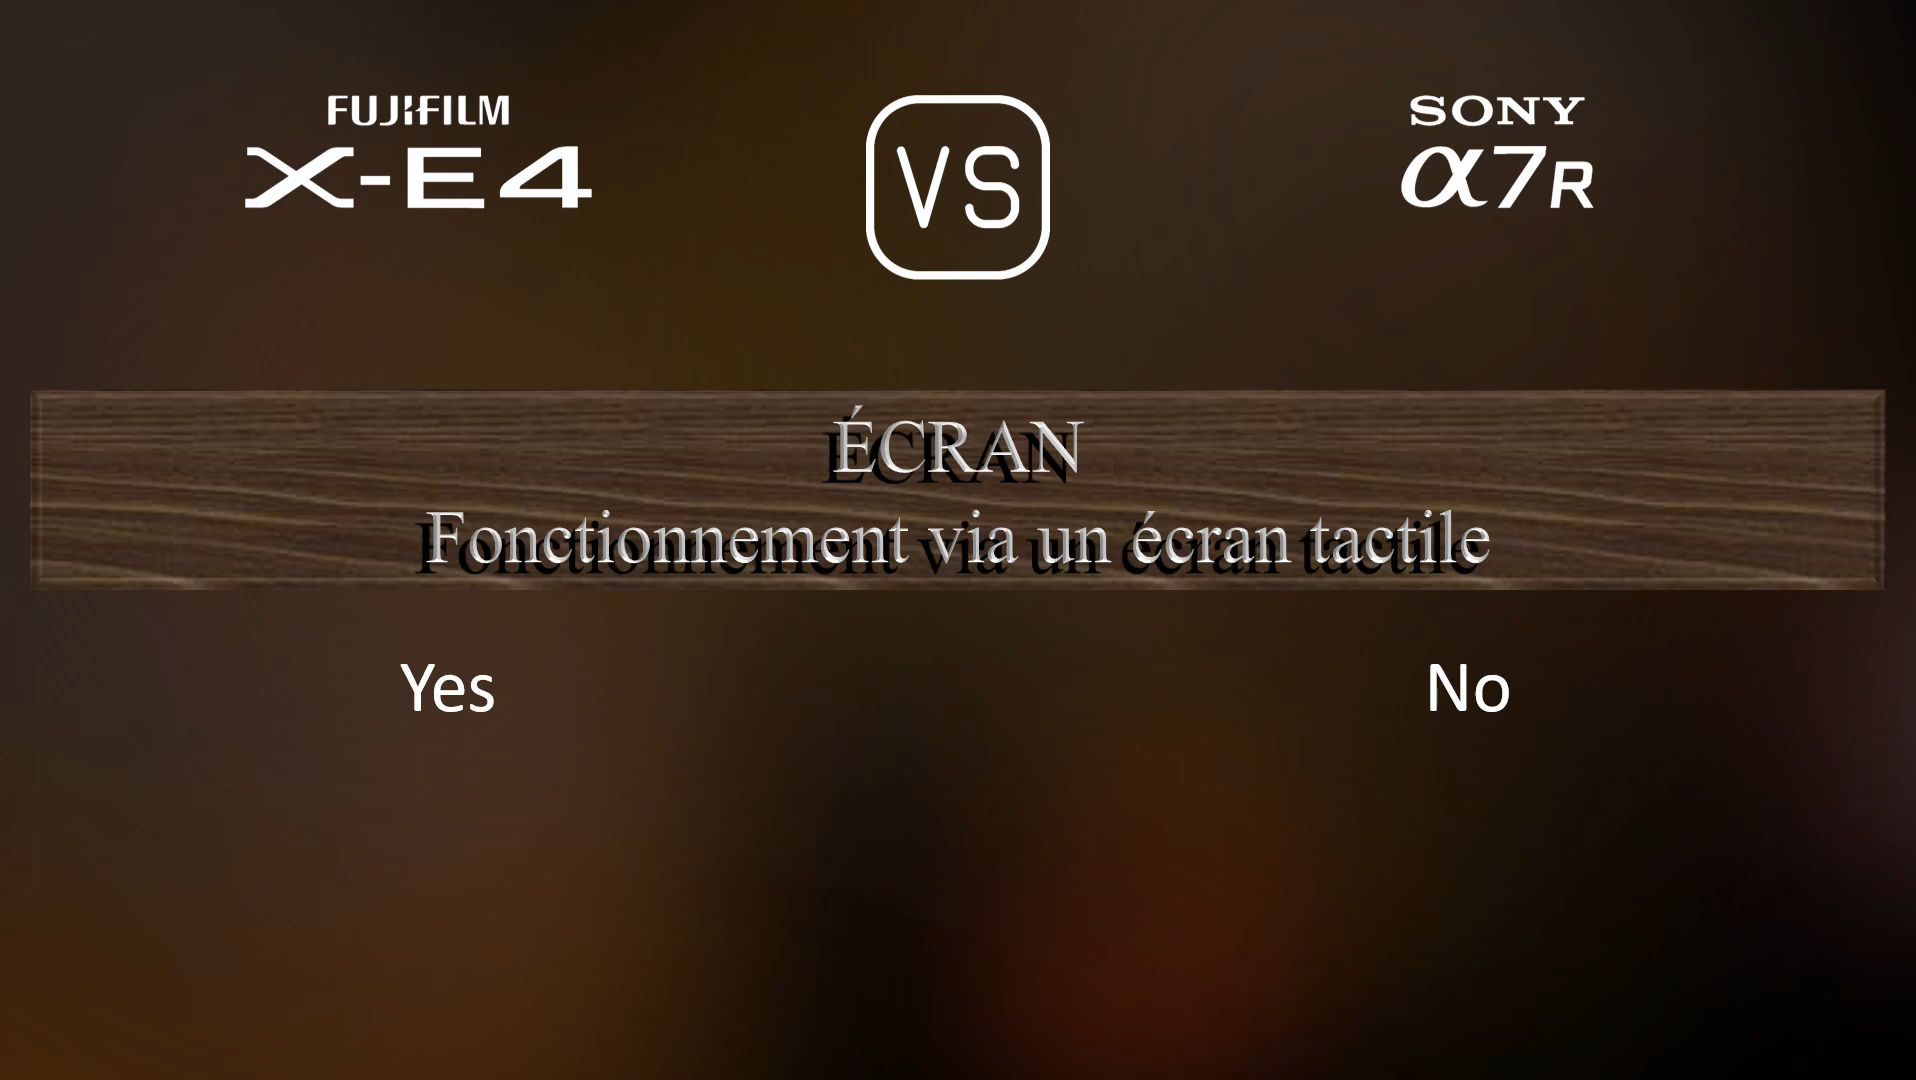 FUJIFILM
X-E4
VS
SONY
α7R
ÉCRAN
Fonctionnement via un écran tactile
Yes
No